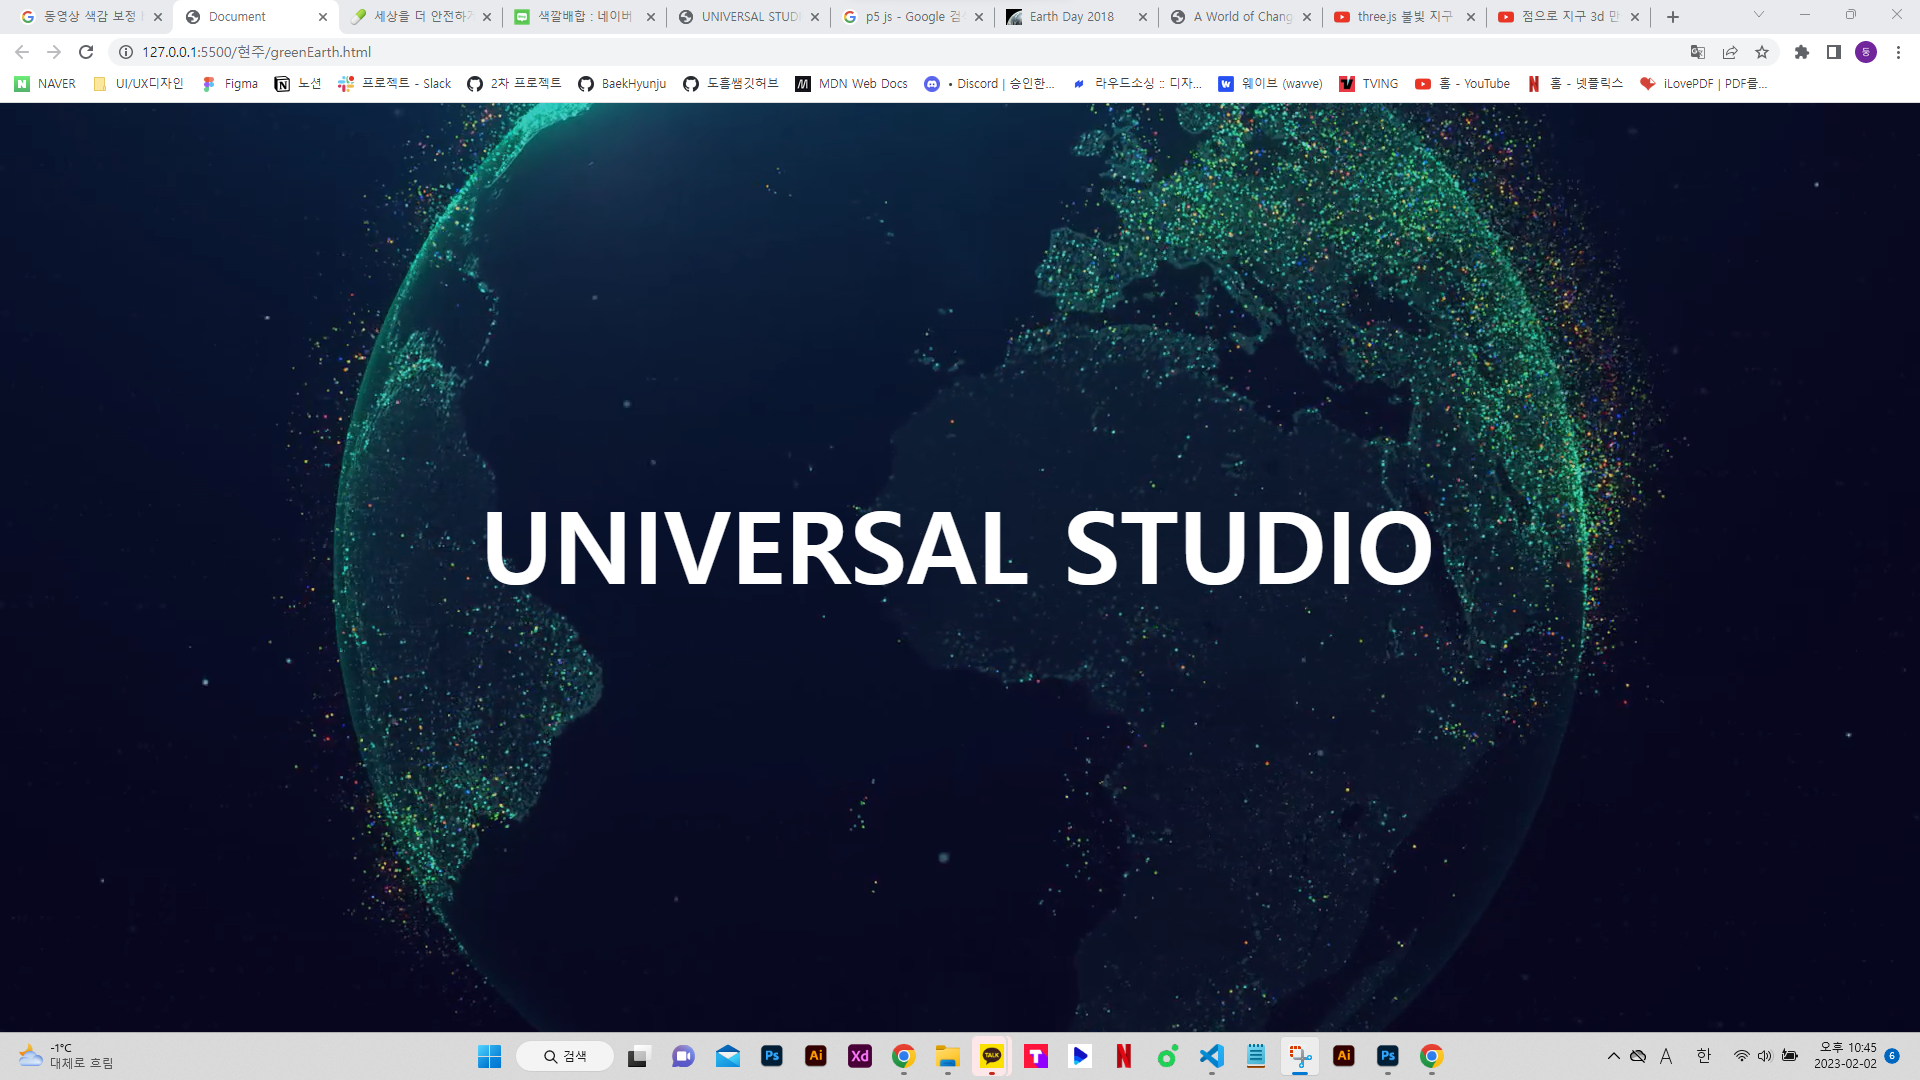 동영상 색감 보정
Document
세상을 더 안전하
색깔배합 : 네이버
UNIVERSAL STUD
p5 js - Google 검
Earth Day 2018
A World of Chang
three.js 불빛 지구
점으로 지구 3d 만
127.0.0.1:5500/현주/greenEarth.html
동
NAVER
UI/UX디자인
Figma
노션
프로젝트 - Slack
2차 프로젝트
BaekHyunju
도흘쌤깃허브
MDN Web Docs
• Discord | 승인한...
라우드소싱 :: 디자...
웨이브 (wavve)
TVING
홈 - YouTube
홈 - 넷플릭스
iLovePDF | PDF를...
UNIVERSAL STUDIO
-1°C
대체로 흐림
검색
Ps
Ai
Xd
TALK
Ai
Ps
A
한
오후 10:45
2023-02-02
6